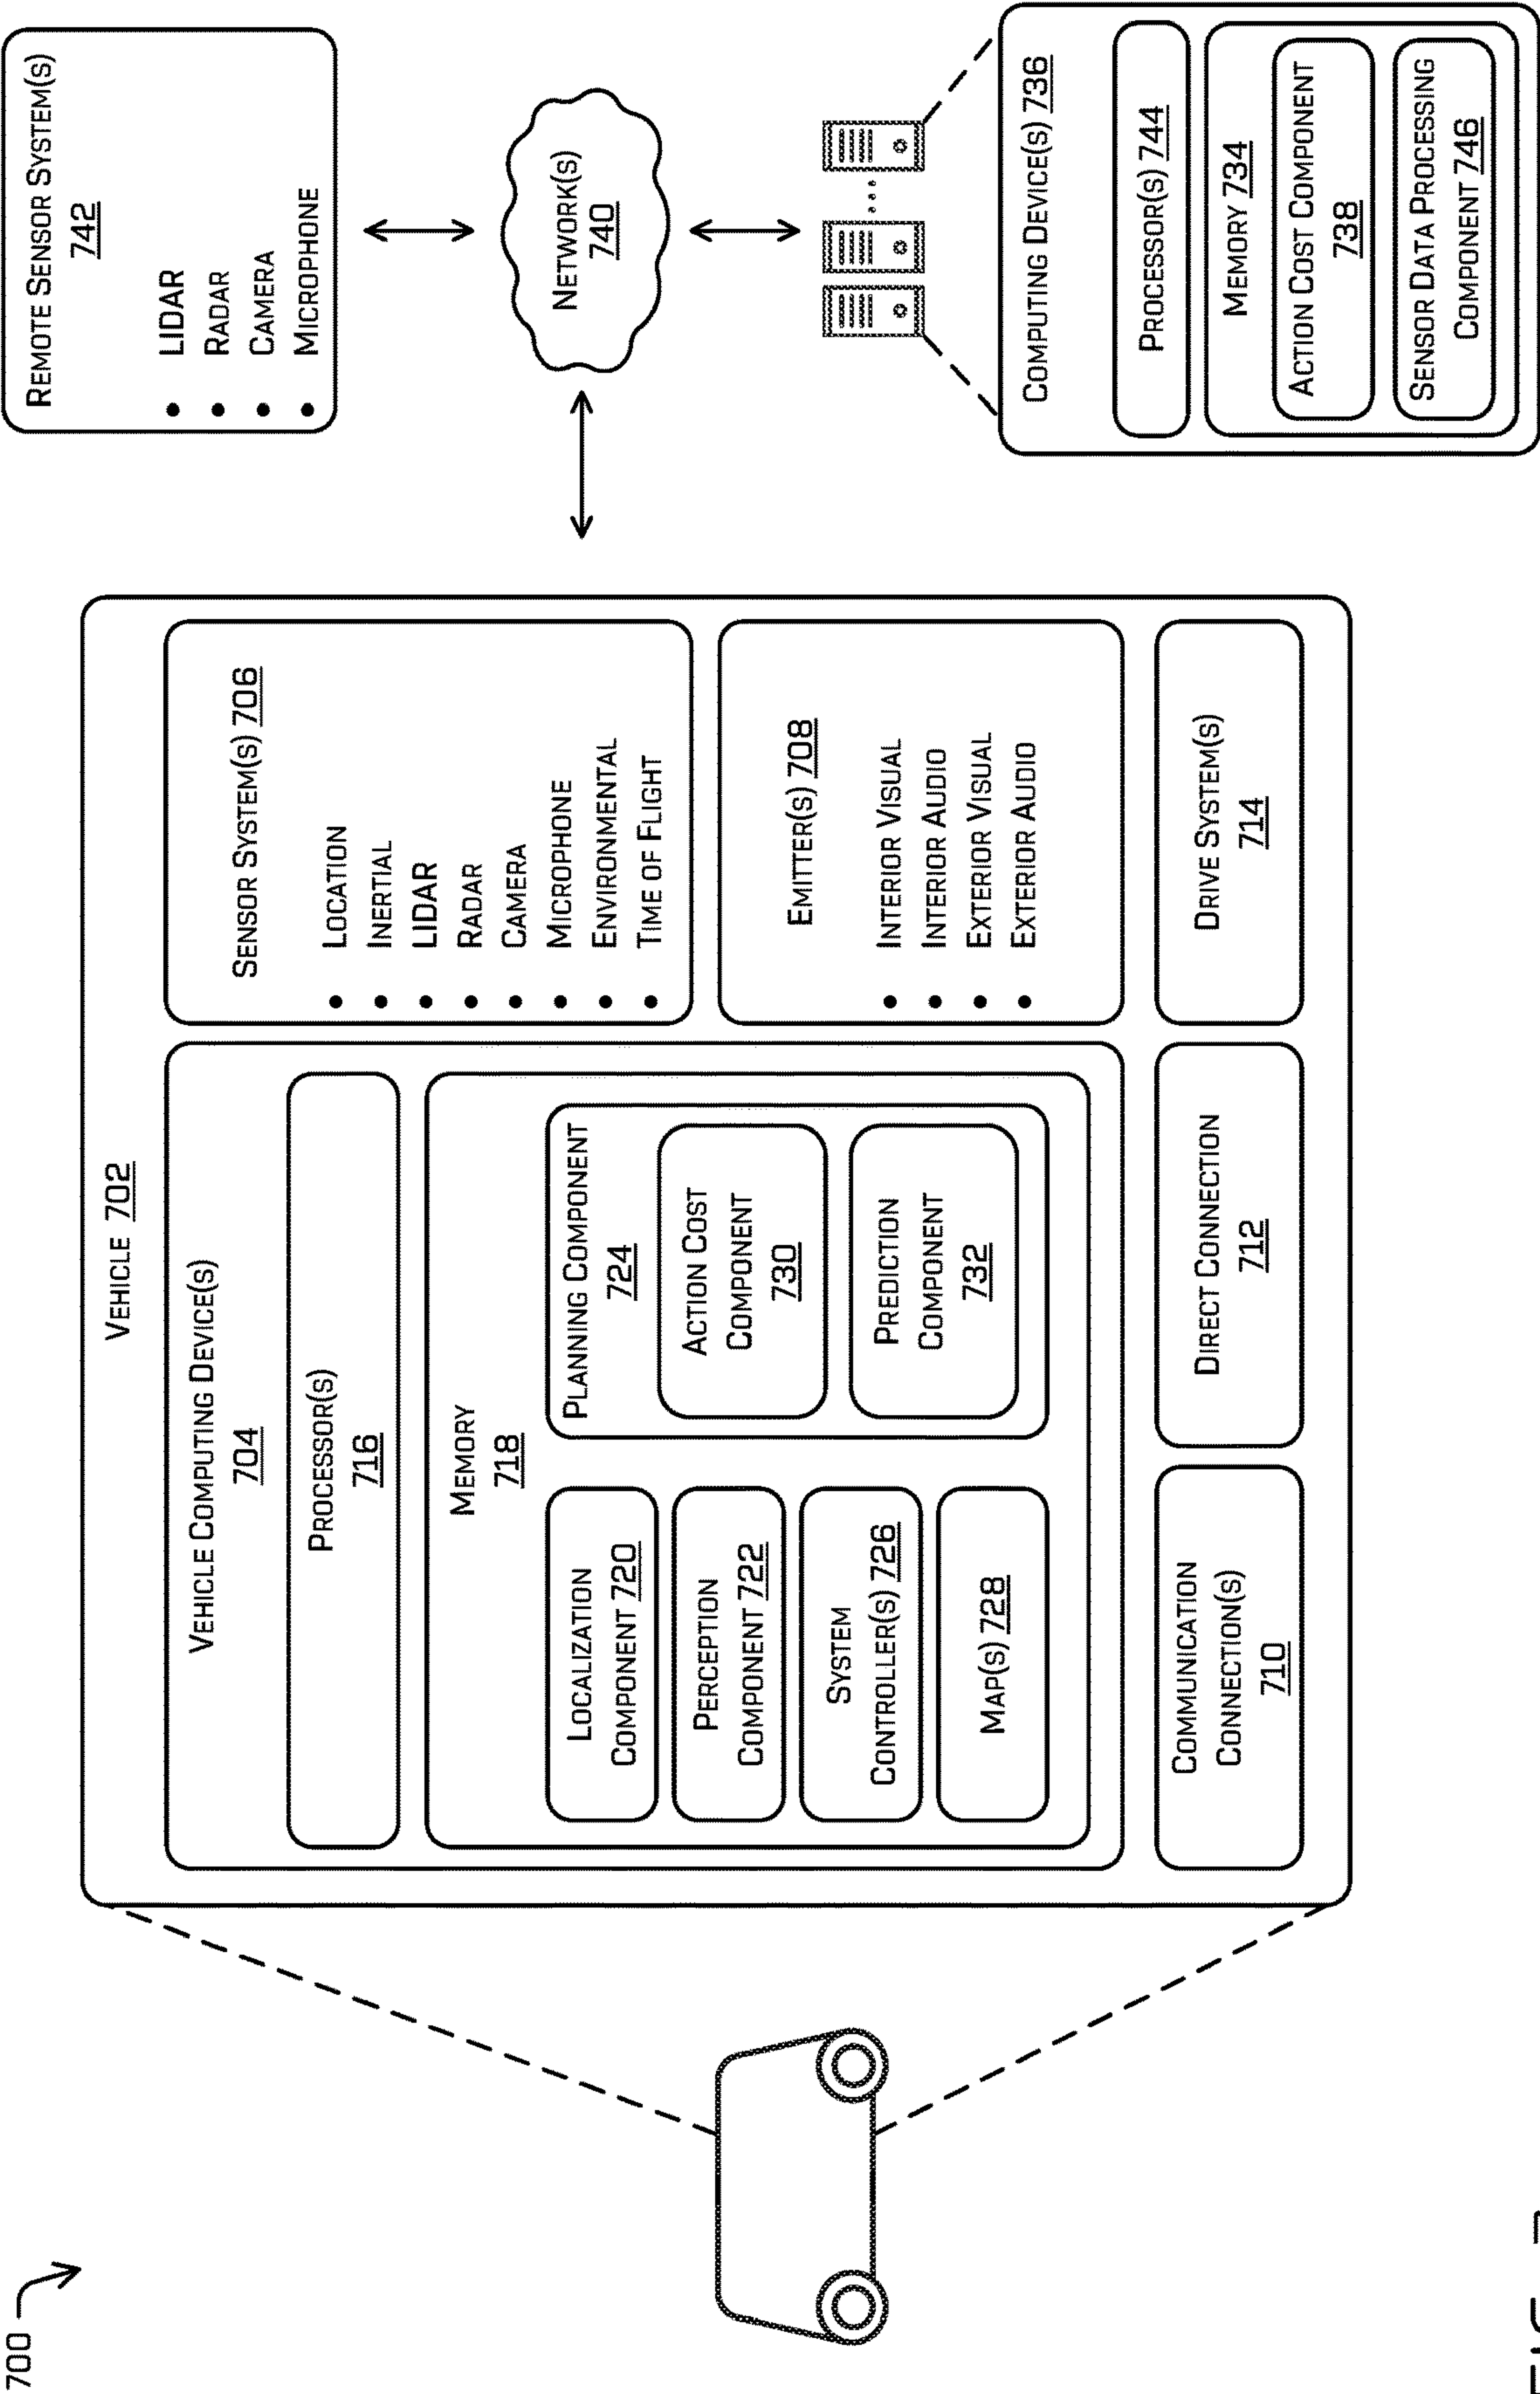 700
VEHICLE 702
VEHICLE COMPUTING DEVICE(S)
704
PROCESSOR(S)
716
MEMORY
718
LOCALIZATION
COMPONENT 720
PERCEPTION
COMPONENT 722
SYSTEM
CONTROLLER(S) 726
MAP(S) 728
PLANNING COMPONENT
724
ACTION COST
COMPONENT
730
PREDICTION
COMPONENT
732
SENSOR SYSTEM(S) 706
• LOCATION
• INERTIAL
• LIDAR
• RADAR
• CAMERA
• MICROPHONE
• ENVIRONMENTAL
• TIME OF FLIGHT
EMITTER(S) 708
• INTERIOR VISUAL
• INTERIOR AUDIO
• EXTERIOR VISUAL
• EXTERIOR AUDIO
COMMUNICATION
CONNECTION(S)
710
DIRECT CONNECTION
712
DRIVE SYSTEM(S)
714
REMOTE SENSOR SYSTEM(S)
742
• LIDAR
• RADAR
• CAMERA
• MICROPHONE
NETWORK(S)
740
COMPUTING DEVICE(S) 736
PROCESSOR(S) 744
MEMORY 734
ACTION COST COMPONENT
738
SENSOR DATA PROCESSING
COMPONENT 746